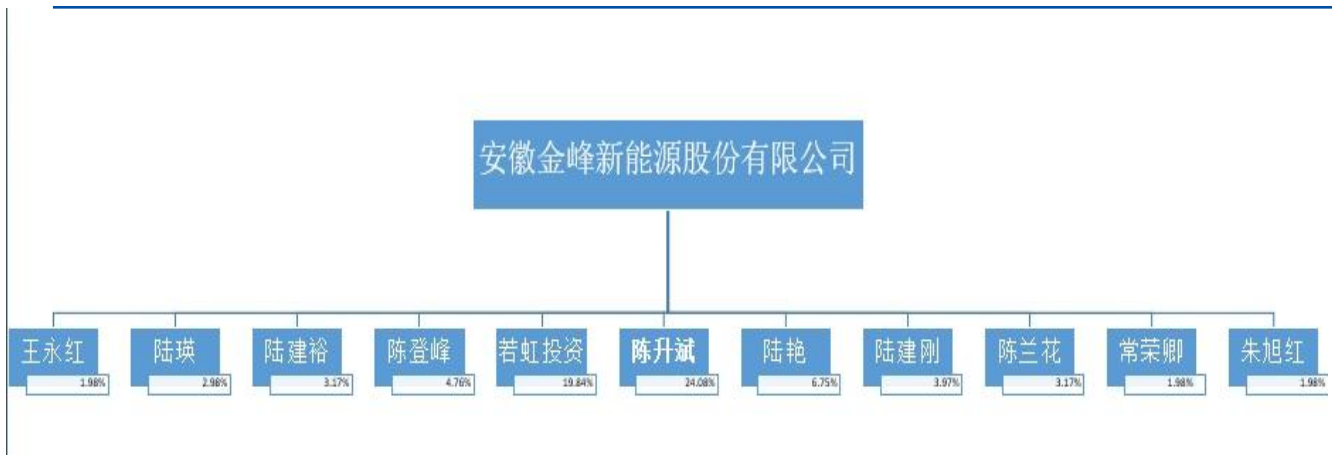 安徽金峰新能源股份有限公司
王永红 陆瑛 陆建裕 陈登峰 若虹投资 陈升斌 陆艳 陆建刚 陈兰花 常荣卿 朱旭红
1.98% 2.98% 3.17% 4.76% 19.84% 24.08% 6.75% 3.97% 3.17% 1.98% 1.98%